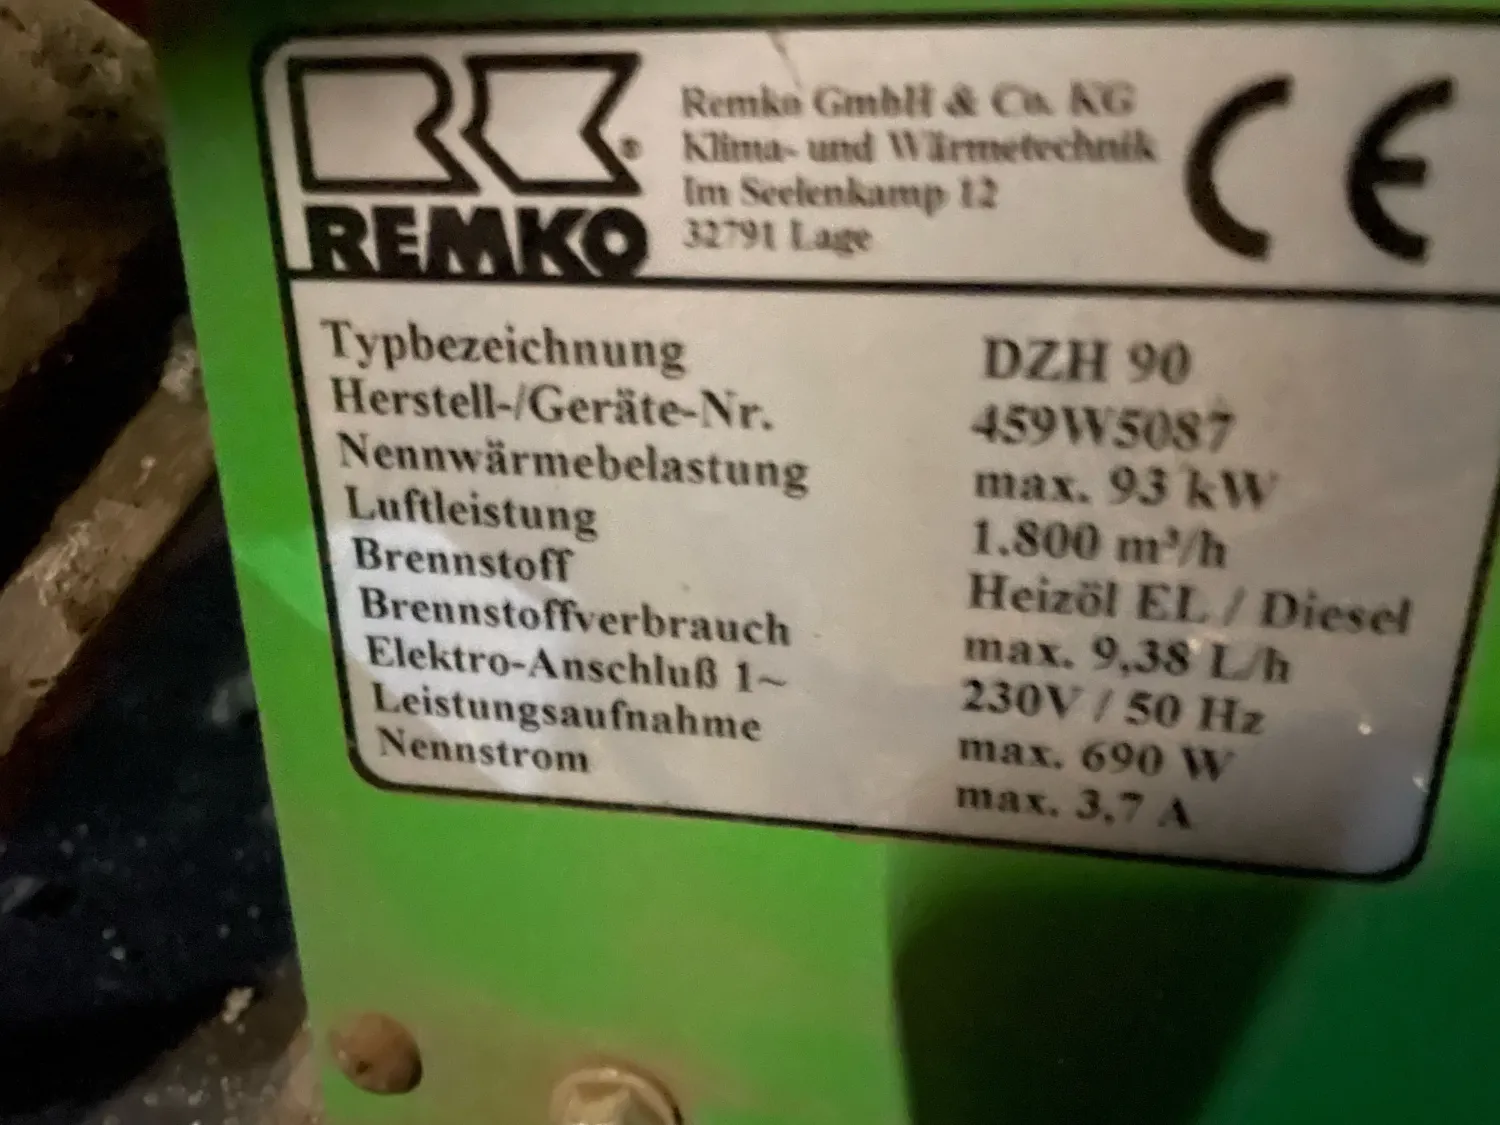 RK®
REMKO
Remko GmbH & Co. KG
Klima- und Wärmetechnik
Im Seelenkamp 12
32791 Lage
CE
Typbezeichnung DZH 90
Herstell-/Geräte-Nr. 459W5087
Nennwärmebelastung max. 93 kW
Luftleistung 1.800 m³/h
Brennstoff Heizöl EL / Diesel
Brennstoffverbrauch max. 9,38 L/h
Elektro-Anschluß 1~ 230V / 50 Hz
Leistungsaufnahme max. 690 W
Nennstrom max. 3,7 A